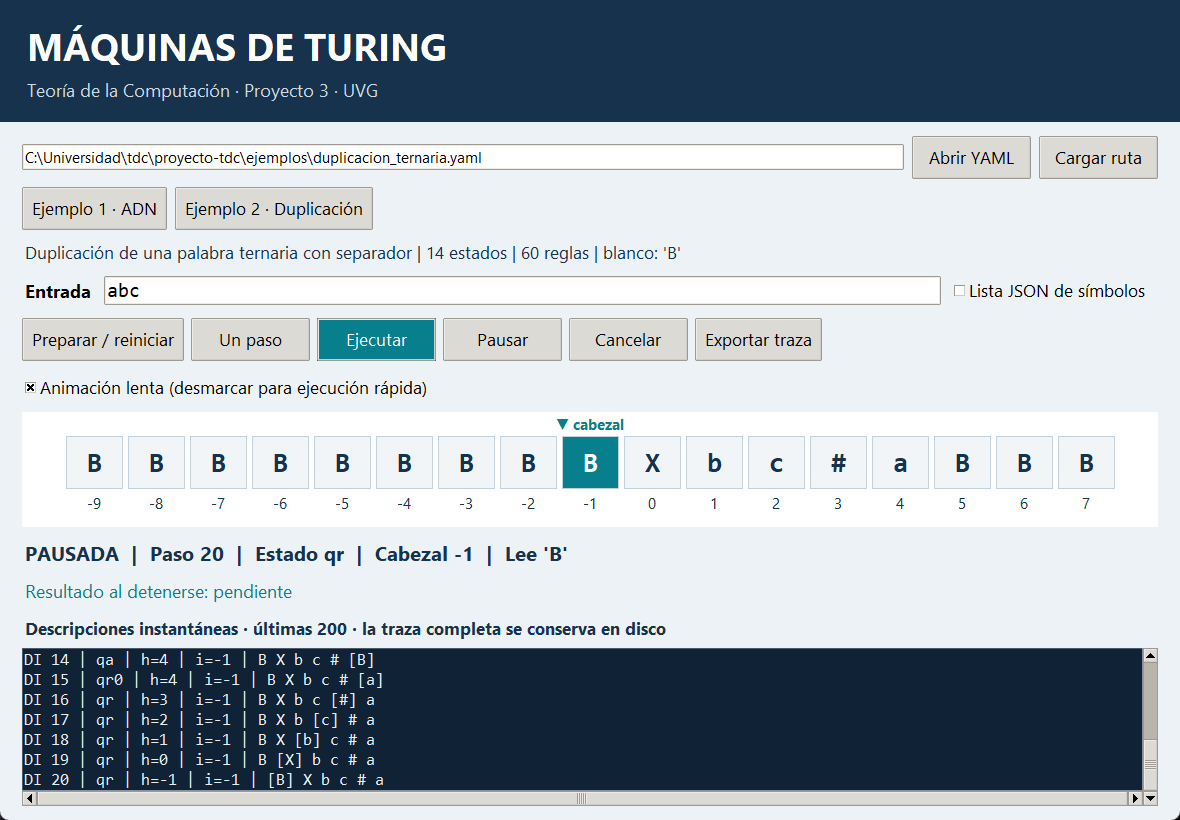 MÁQUINAS DE TURING
Teoría de la Computación · Proyecto 3 · UVG
C:\Universidad\tdc\proyecto-tdc\ejemplos\duplicacion_ternaria.yaml Abrir YAML Cargar ruta
Ejemplo 1 · ADN Ejemplo 2 · Duplicación
Duplicación de una palabra ternaria con separador | 14 estados | 60 reglas | blanco: 'B'
Entrada abc Lista JSON de símbolos
Preparar / reiniciar Un paso Ejecutar Pausar Cancelar Exportar traza
Animación lenta (desmarcar para ejecución rápida)
▼ cabezal
B B B B B B B B B X b c # a B B B
-9 -8 -7 -6 -5 -4 -3 -2 -1 0 1 2 3 4 5 6 7
PAUSADA | Paso 20 | Estado qr | Cabezal -1 | Lee 'B'
Resultado al detenerse: pendiente
Descripciones instantáneas · últimas 200 · la traza completa se conserva en disco
DI 14 | qa | h=4 | i=-1 | B X b c # [B]
DI 15 | qr0 | h=4 | i=-1 | B X b c # [a]
DI 16 | qr | h=3 | i=-1 | B X b c [#] a
DI 17 | qr | h=2 | i=-1 | B X b [c] # a
DI 18 | qr | h=1 | i=-1 | B X [b] c # a
DI 19 | qr | h=0 | i=-1 | B [X] b c # a
DI 20 | qr | h=-1 | i=-1 | [B] X b c # a